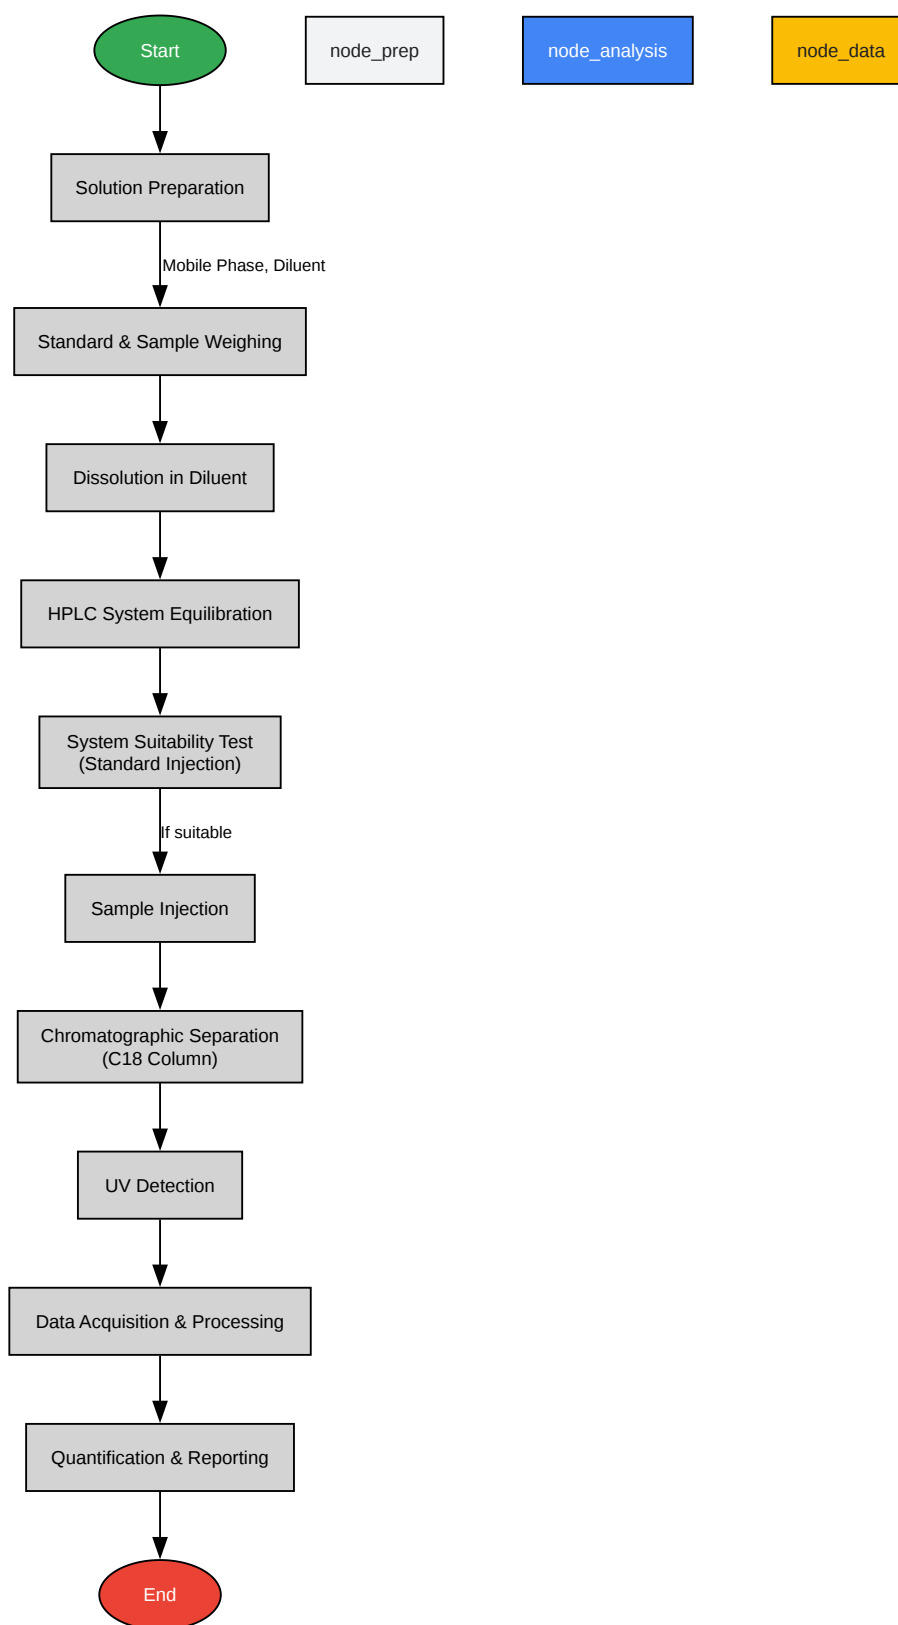 Start
node_prep
node_analysis
node_data
Solution Preparation
Mobile Phase, Diluent
Standard & Sample Weighing
Dissolution in Diluent
HPLC System Equilibration
System Suitability Test
(Standard Injection)
If suitable
Sample Injection
Chromatographic Separation
(C18 Column)
UV Detection
Data Acquisition & Processing
Quantification & Reporting
End